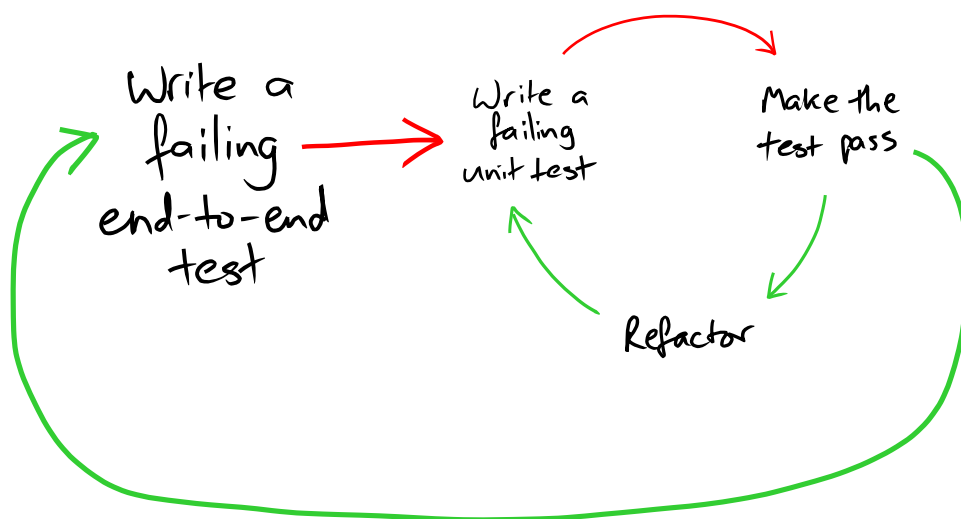 Write a
failing
end-to-end
test
Write a
failing
unit test
Make the
test pass
Refactor